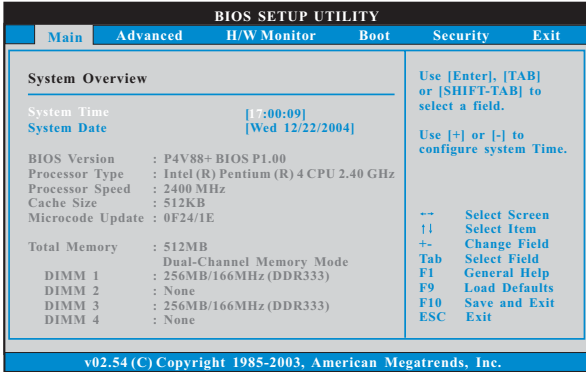 BIOS SETUP UTILITY
Main Advanced H/W Monitor Boot Security Exit
System Overview
System Time [17:00:09]
System Date [Wed 12/22/2004]
BIOS Version : P4V88+ BIOS P1.00
Processor Type : Intel (R) Pentium (R) 4 CPU 2.40 GHz
Processor Speed : 2400 MHz
Cache Size : 512KB
Microcode Update : 0F24/1E
Total Memory : 512MB
Dual-Channel Memory Mode
DIMM 1 : 256MB/166MHz (DDR333)
DIMM 2 : None
DIMM 3 : 256MB/166MHz (DDR333)
DIMM 4 : None
Use [Enter], [TAB]
or [SHIFT-TAB] to
select a field.
Use [+] or [-] to
configure system Time.
←→ Select Screen
↑↓ Select Item
+- Change Field
Tab Select Field
F1 General Help
F9 Load Defaults
F10 Save and Exit
ESC Exit
v02.54 (C) Copyright 1985-2003, American Megatrends, Inc.